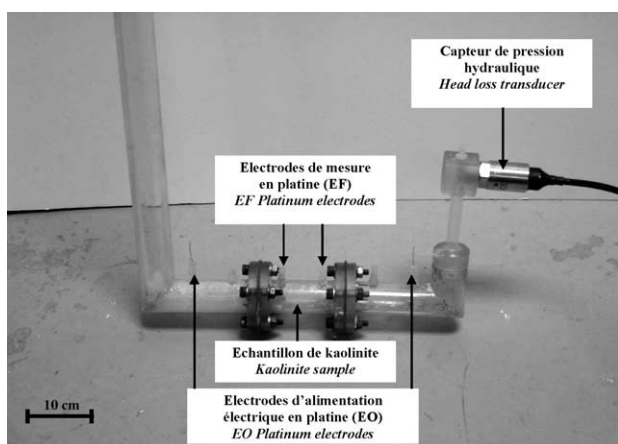 Capteur de pression
hydraulique
Head loss transducer
Electrodes de mesure
en platine (EF)
EF Platinum electrodes
Echantillon de kaolinite
Kaolinite sample
Electrodes d'alimentation
électrique en platine (EO)
EO Platinum electrodes
10 cm